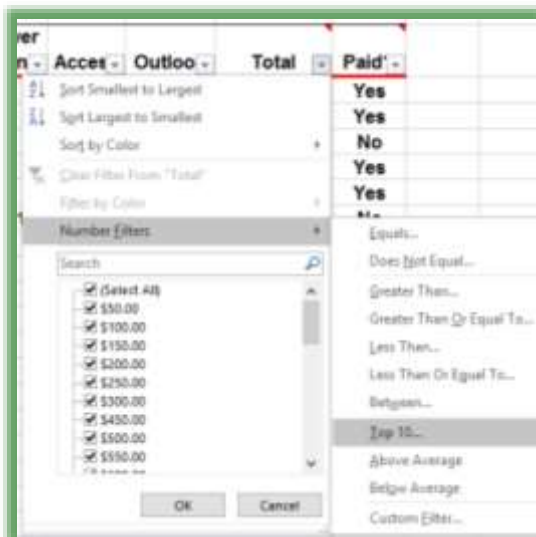 ver
n Acces Outloo Total Paid'
Sort Smallest to Largest
Sort Largest to Smallest
Sort by Color
Clear Filter From "Total"
Filter by Color
Number Filters
Search
(Select All)
$50.00
$100.00
$150.00
$200.00
$250.00
$300.00
$450.00
$500.00
$550.00
OK Cancel
Yes
Yes
No
Yes
Yes
Equals...
Does Not Equal...
Greater Than...
Greater Than Or Equal To...
Less Than...
Less Than Or Equal To...
Between...
Top 10...
Above Average
Below Average
Custom Filter...